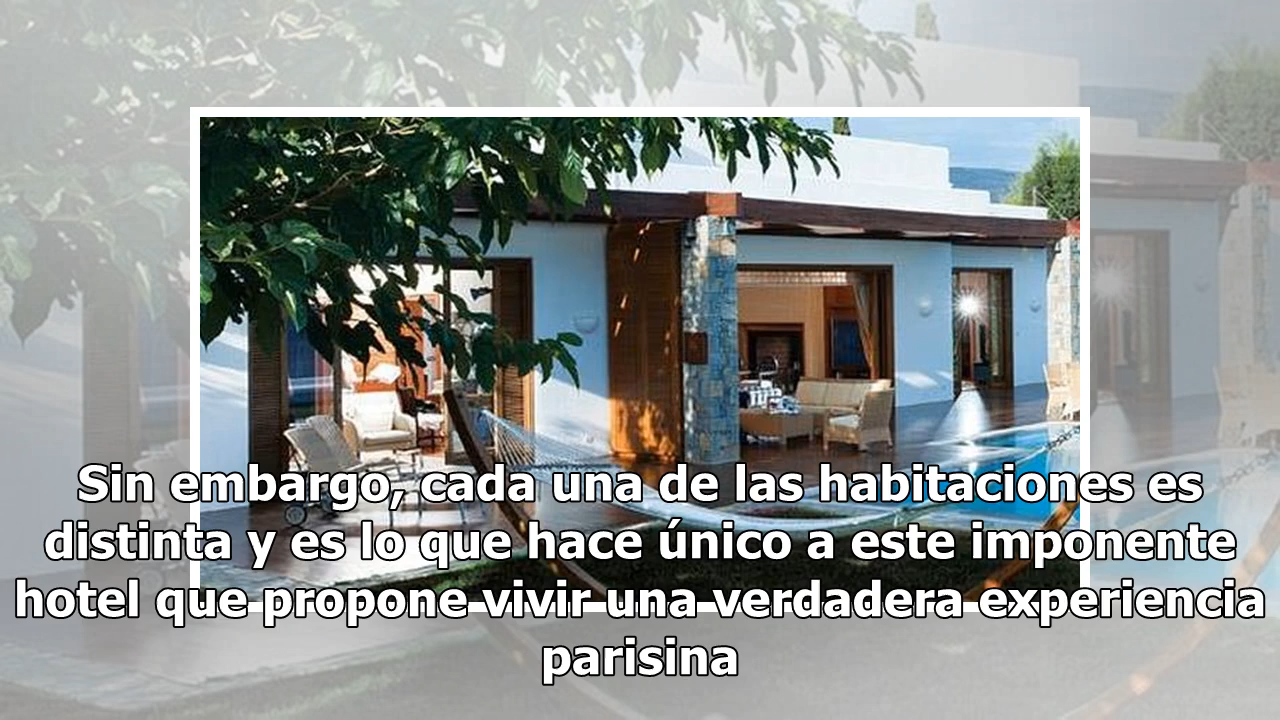 Sin embargo, cada una de las habitaciones es
distinta y es lo que hace único a este imponente
hotel que propone vivir una verdadera experiencia
parisina